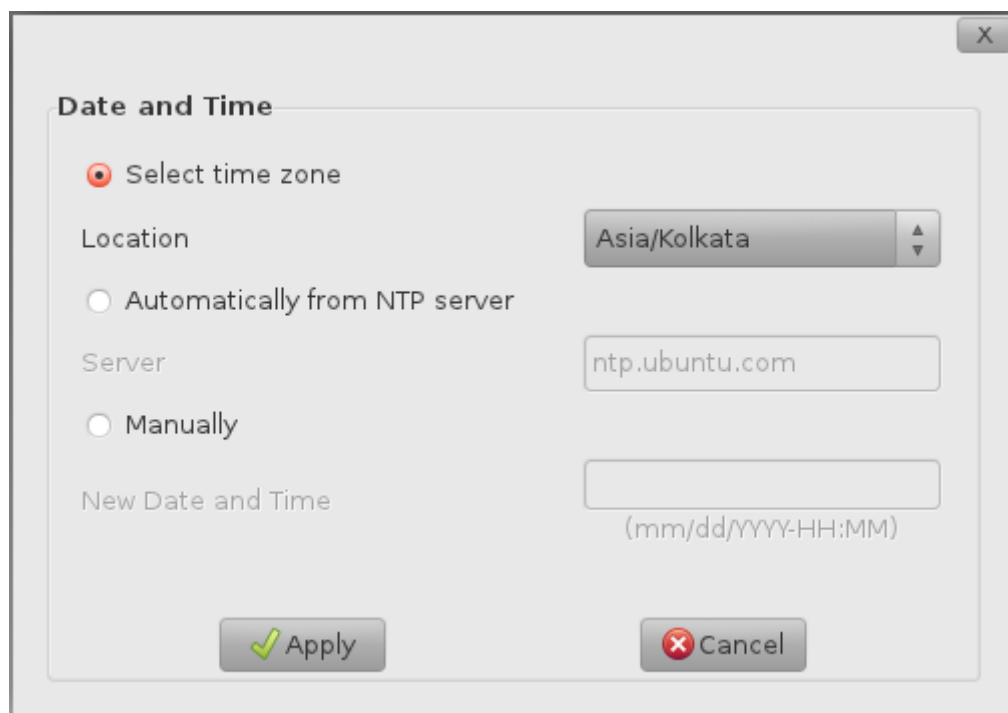 X
Date and Time
Select time zone
Location
Asia/Kolkata
Automatically from NTP server
Server
ntp.ubuntu.com
Manually
New Date and Time
(mm/dd/YYYY-HH:MM)
Apply
Cancel